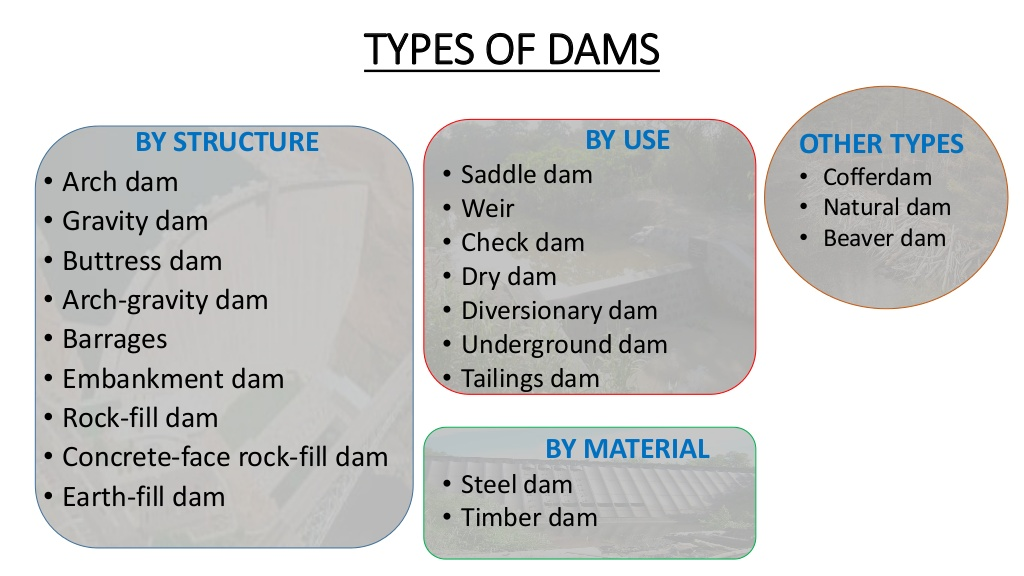 TYPES OF DAMS
BY STRUCTURE
• Arch dam
• Gravity dam
• Buttress dam
• Arch-gravity dam
• Barrages
• Embankment dam
• Rock-fill dam
• Concrete-face rock-fill dam
• Earth-fill dam
BY USE
• Saddle dam
• Weir
• Check dam
• Dry dam
• Diversionary dam
• Underground dam
• Tailings dam
BY MATERIAL
• Steel dam
• Timber dam
OTHER TYPES
• Cofferdam
• Natural dam
• Beaver dam